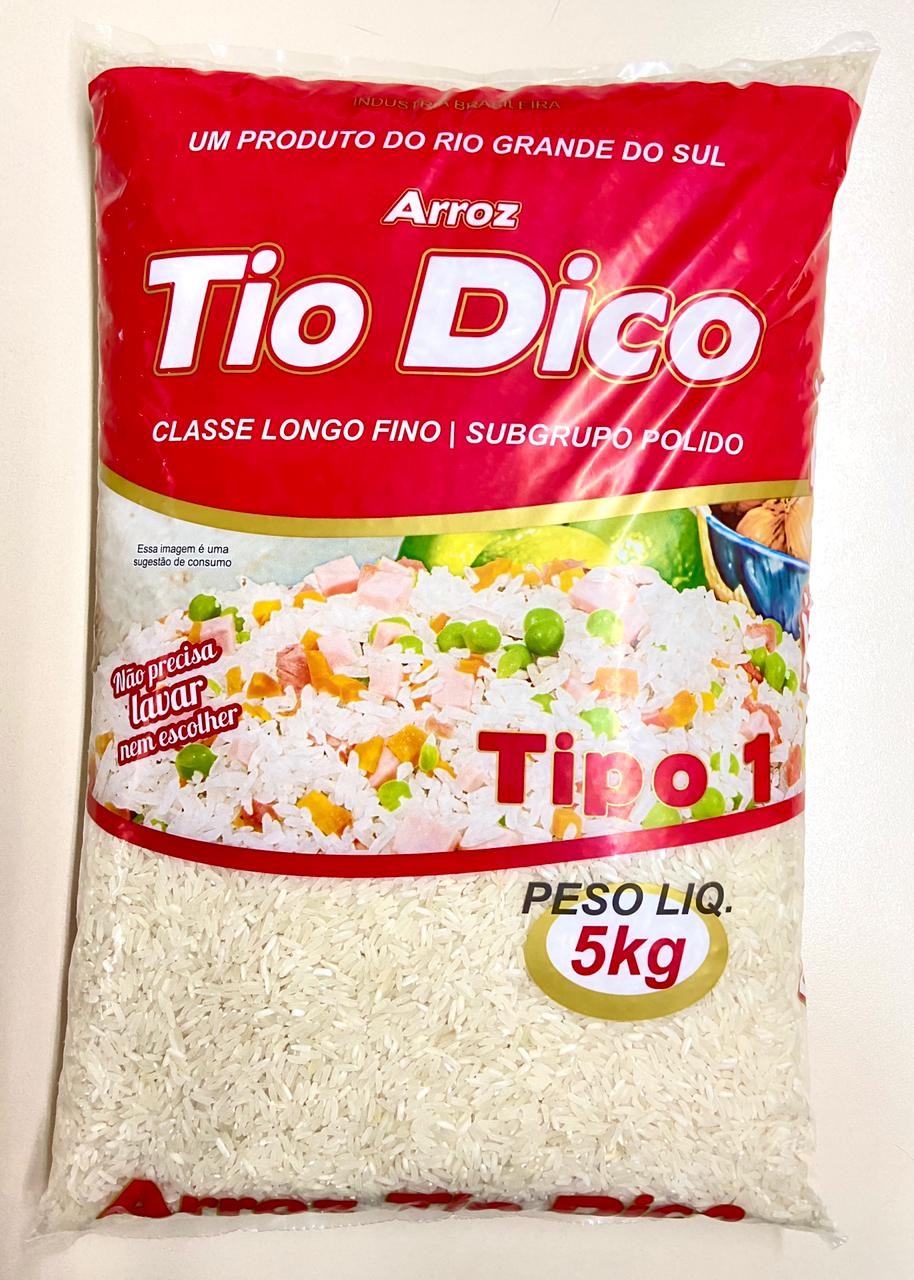 INDÚSTRIA BRASILEIRA
UM PRODUTO DO RIO GRANDE DO SUL
Arroz
Tio Dico
CLASSE LONGO FINO | SUBGRUPO POLIDO
Essa imagem é uma
sugestão de consumo
Não precisa
lavar
nem escolher
Tipo 1
PESO LIQ.
5kg
Arroz Tio Dico